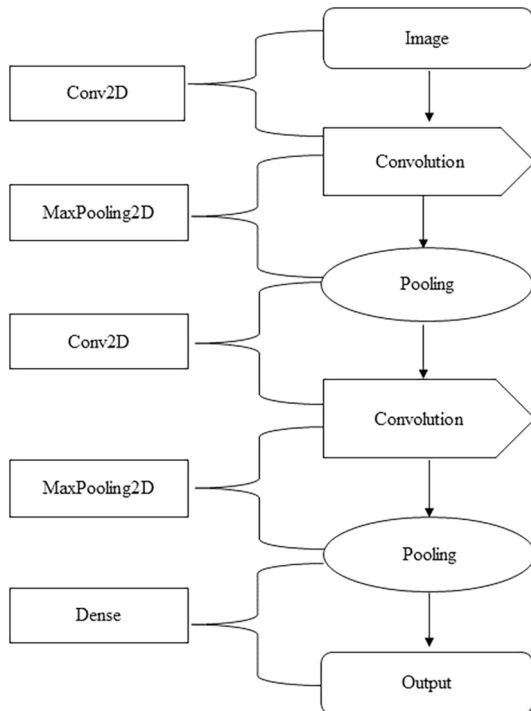 Image
Conv2D
Convolution
MaxPooling2D
Pooling
Conv2D
Convolution
MaxPooling2D
Pooling
Dense
Output